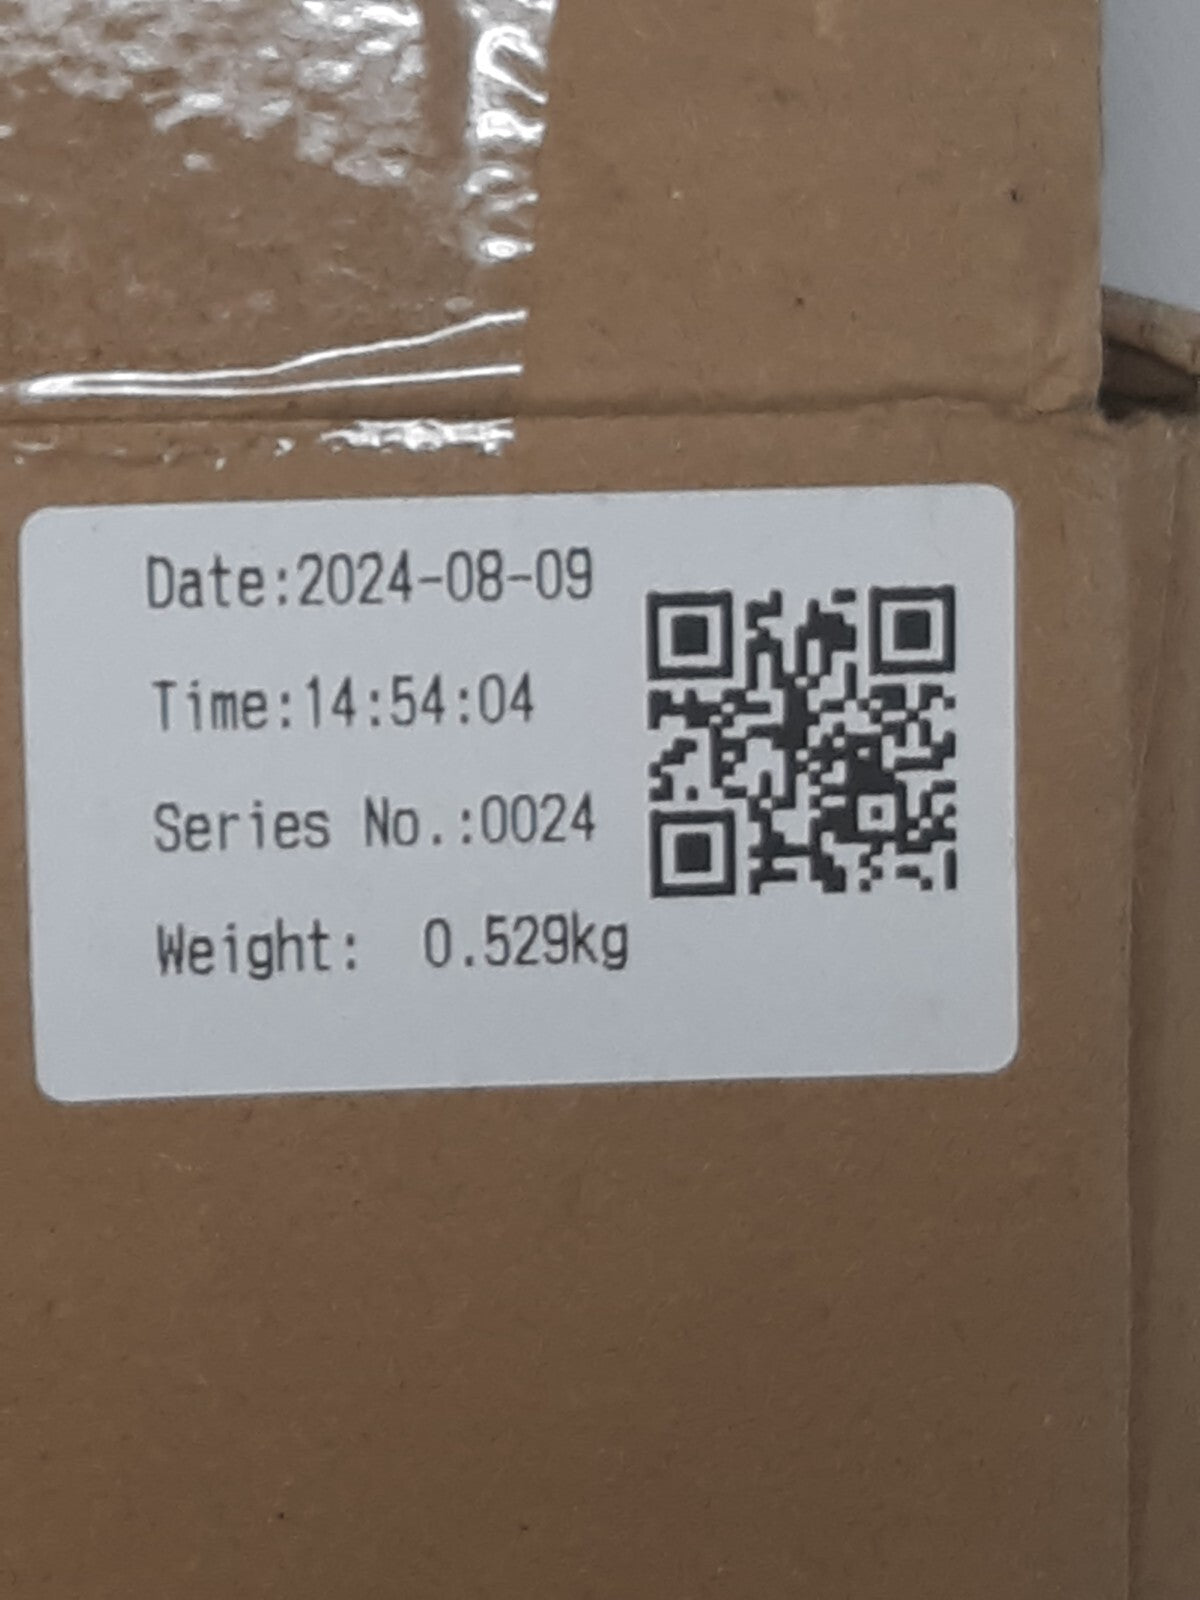 Date:2024-08-09
Time:14:54:04
Series No.:0024
Weight: 0.529kg